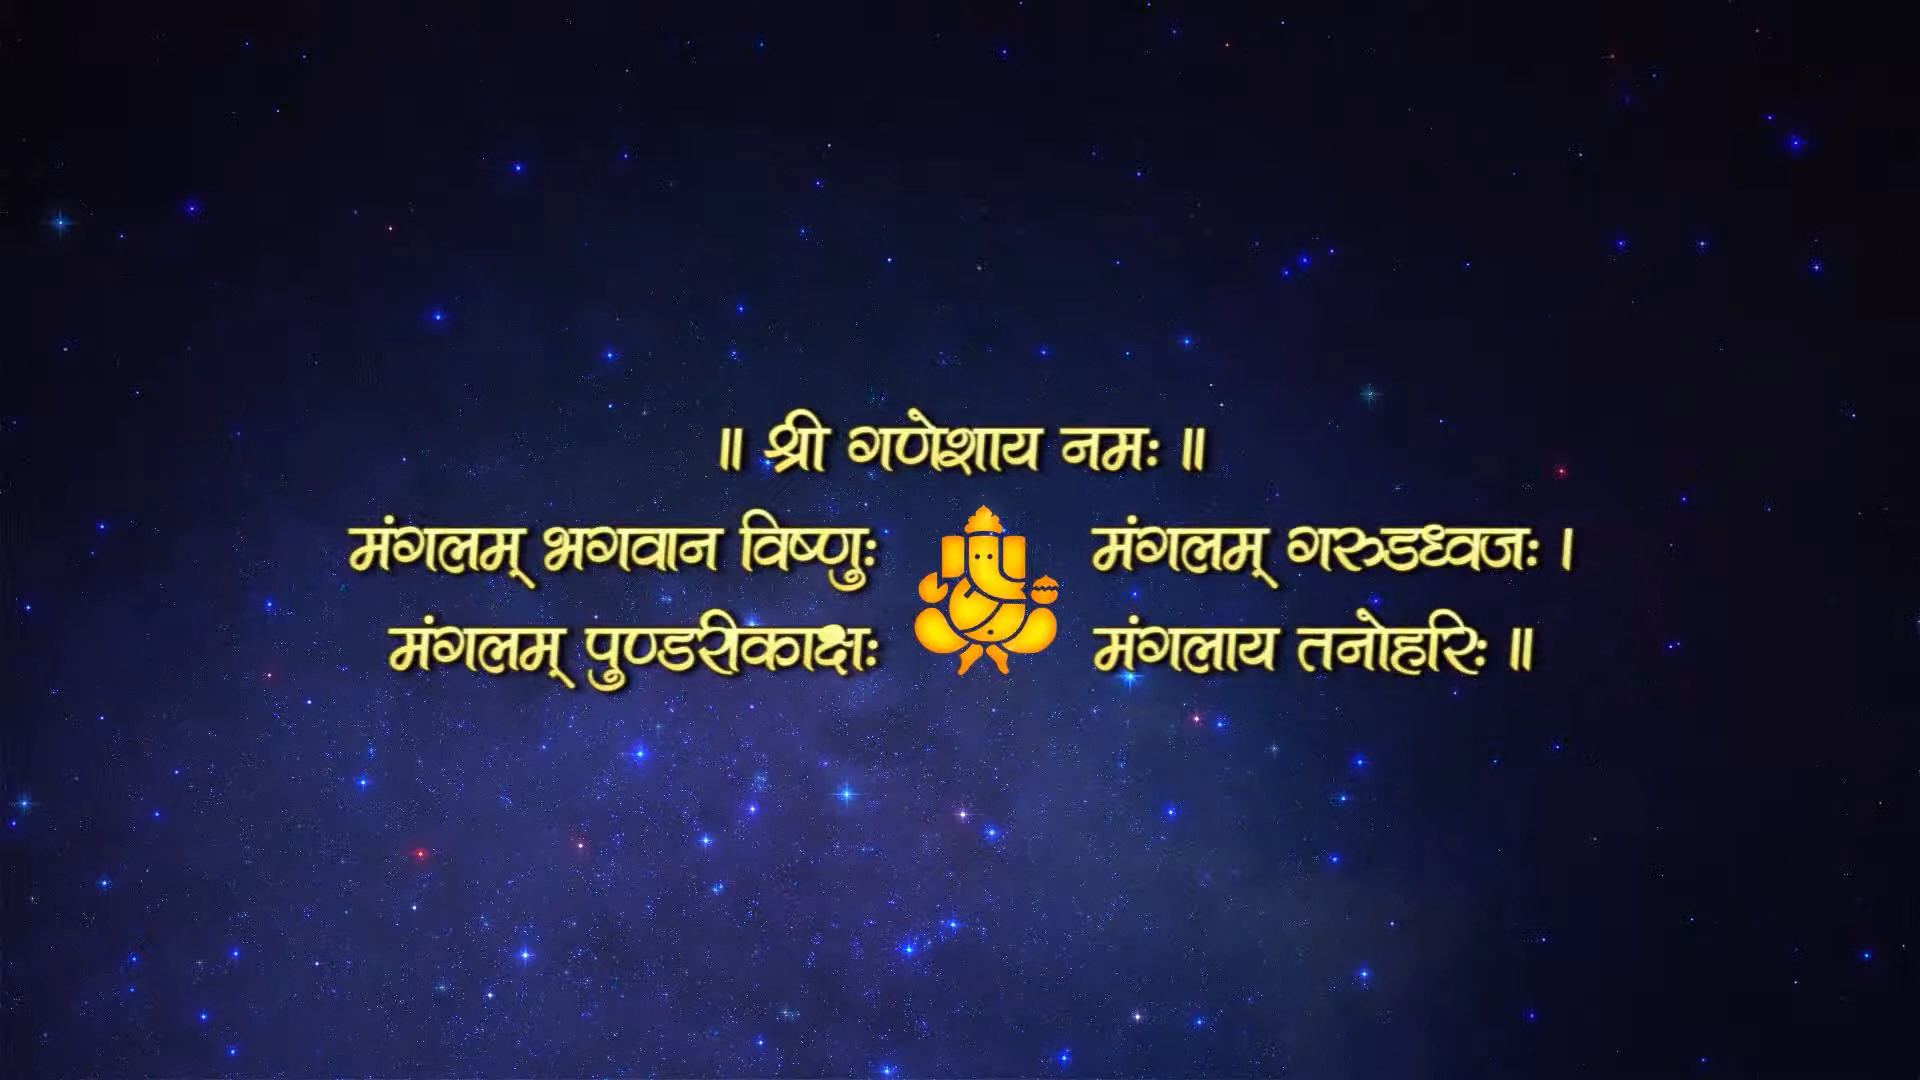 ॥ श्री गणेशाय नमः ॥
मंगलम् भगवान विष्णुः मंगलम् गरुडध्वजः ।
मंगलम् पुण्डरीकाक्षः मंगलाय तनोहरिः ॥